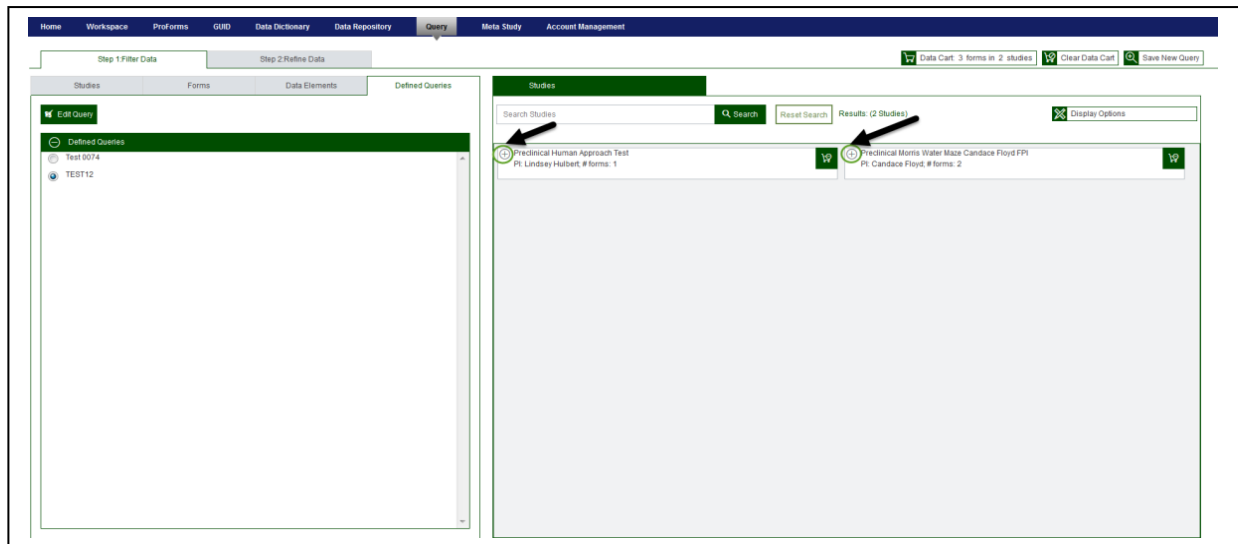 Home Workspace ProForms GUID Data Dictionary Data Repository Query Meta Study Account Management
Step 1:Filter Data Step 2:Refine Data Data Cart: 3 forms in 2 studies Clear Data Cart Save New Query
Studies Forms Data Elements Defined Queries Studies
Edit Query Search Studies Search Reset Search Results: (2 Studies) Display Options
Defined Queries
Test 0074
TEST12
Preclinical Human Approach Test
PI: Lindsey Hulbert, # forms: 1
Preclinical Morris Water Maze Candace Floyd FPI
PI: Candace Floyd; # forms: 2